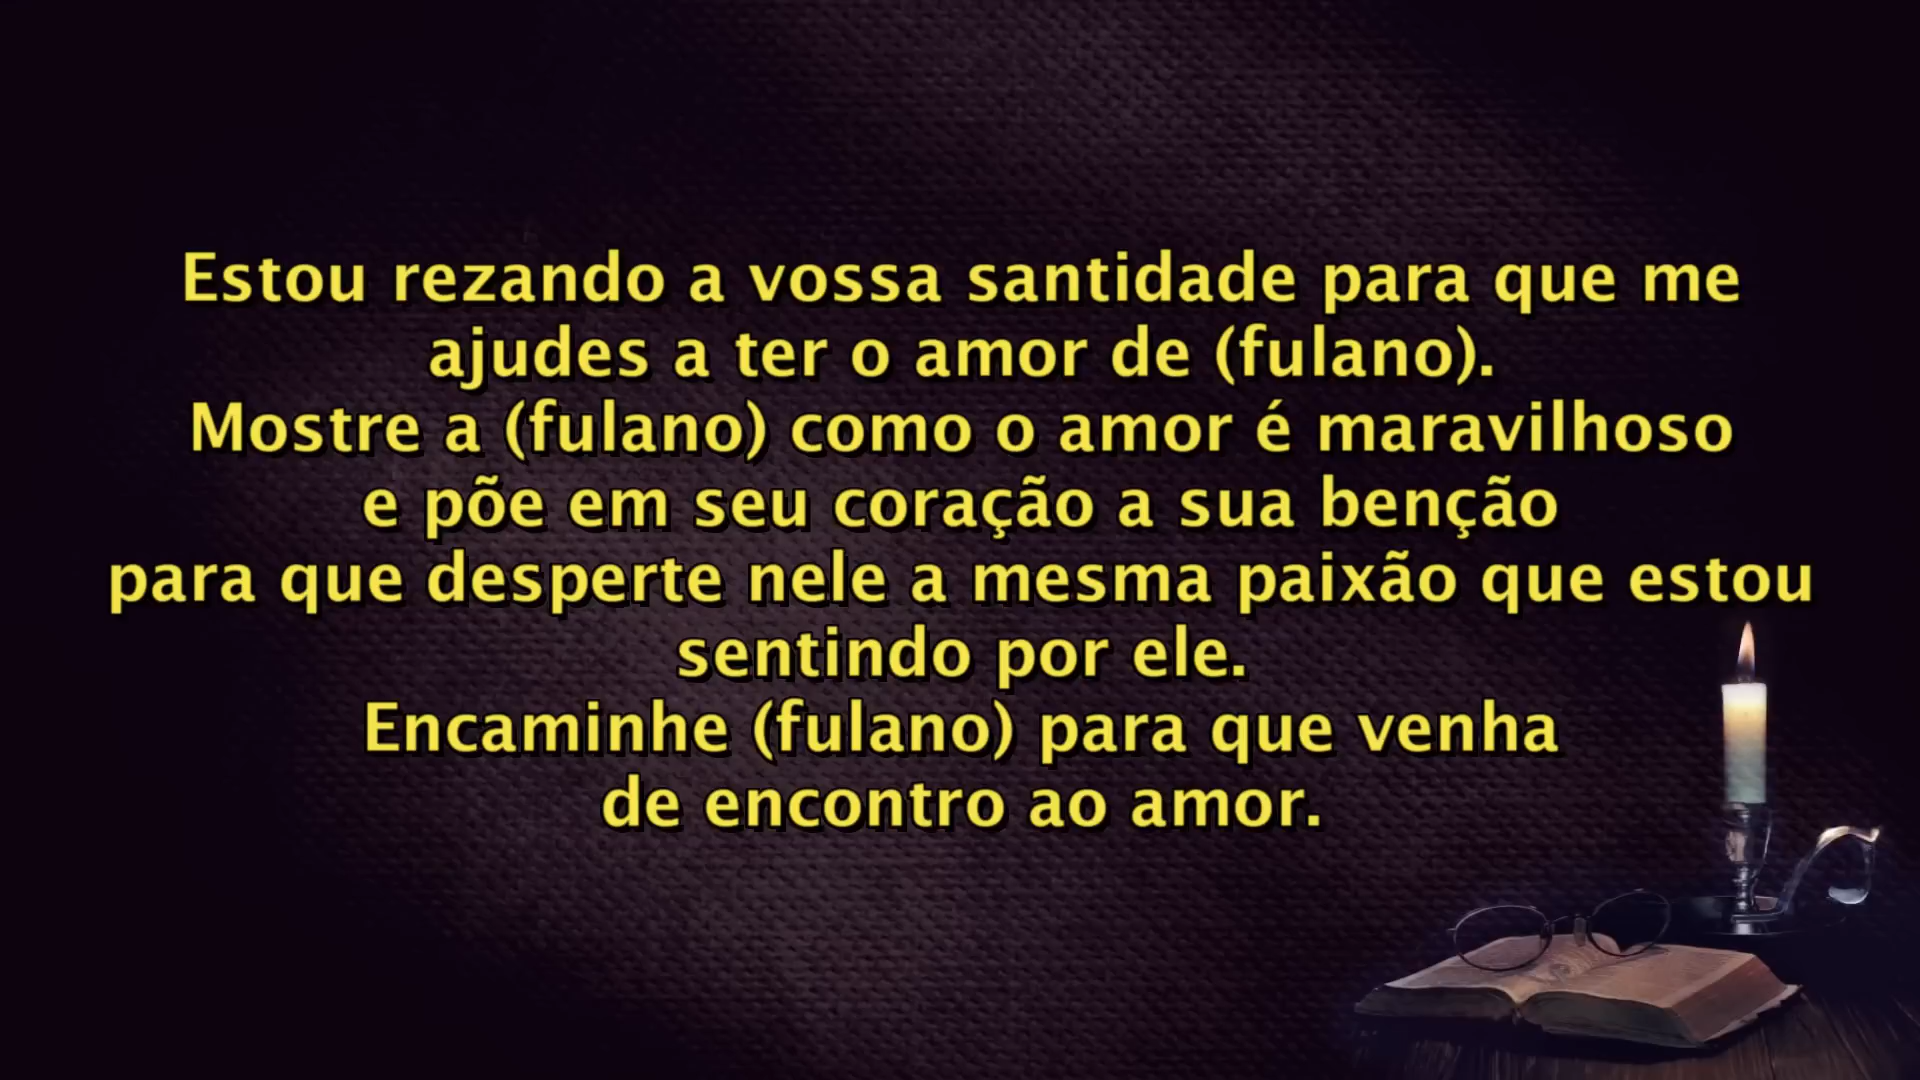 Estou rezando a vossa santidade para que me
ajudes a ter o amor de (fulano).
Mostre a (fulano) como o amor é maravilhoso
e põe em seu coração a sua benção
para que desperte nele a mesma paixão que estou
sentindo por ele.
Encaminhe (fulano) para que venha
de encontro ao amor.